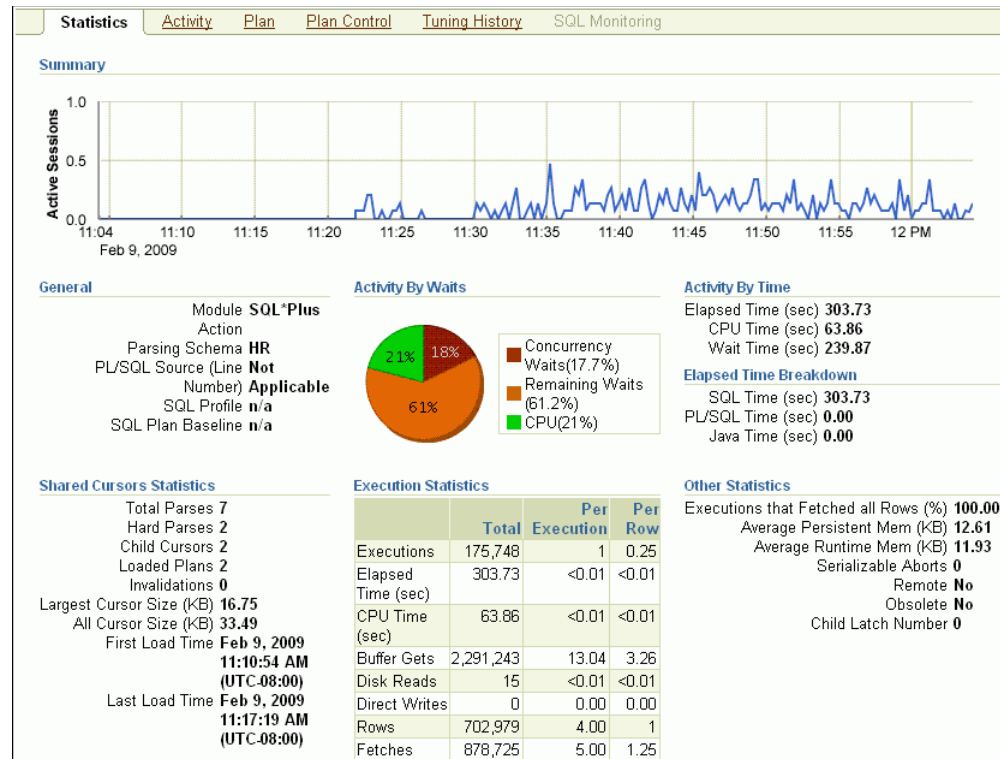 Statistics Activity Plan Plan Control Tuning History SQL Monitoring
Summary
Active Sessions
1.0
0.5
0.0
11:04 11:10 11:15 11:20 11:25 11:30 11:35 11:40 11:45 11:50 11:55 12 PM
Feb 9, 2009
General
Module SQL*Plus
Action
Parsing Schema HR
PL/SQL Source (Line Not
Number) Applicable
SQL Profile n/a
SQL Plan Baseline n/a
Activity By Waits
21%
18%
61%
Concurrency
Waits(17.7%)
Remaining Waits
(61.2%)
CPU(21%)
Activity By Time
Elapsed Time (sec) 303.73
CPU Time (sec) 63.86
Wait Time (sec) 239.87
Elapsed Time Breakdown
SQL Time (sec) 303.73
PL/SQL Time (sec) 0.00
Java Time (sec) 0.00
Shared Cursors Statistics
Total Parses 7
Hard Parses 2
Child Cursors 2
Loaded Plans 2
Invalidations 0
Largest Cursor Size (KB) 16.75
All Cursor Size (KB) 33.49
First Load Time Feb 9, 2009
11:10:54 AM
(UTC-08:00)
Last Load Time Feb 9, 2009
11:17:19 AM
(UTC-08:00)
Execution Statistics
Per Per
Total Execution Row
Executions 175,748 1 0.25
Elapsed 303.73 <0.01 <0.01
Time (sec)
CPU Time 63.86 <0.01 <0.01
(sec)
Buffer Gets 2,291,243 13.04 3.26
Disk Reads 15 <0.01 <0.01
Direct Writes 0 0.00 0.00
Rows 702,979 4.00 1
Fetches 878,725 5.00 1.25
Other Statistics
Executions that Fetched all Rows (%) 100.00
Average Persistent Mem (KB) 12.61
Average Runtime Mem (KB) 11.93
Serializable Aborts 0
Remote No
Obsolete No
Child Latch Number 0